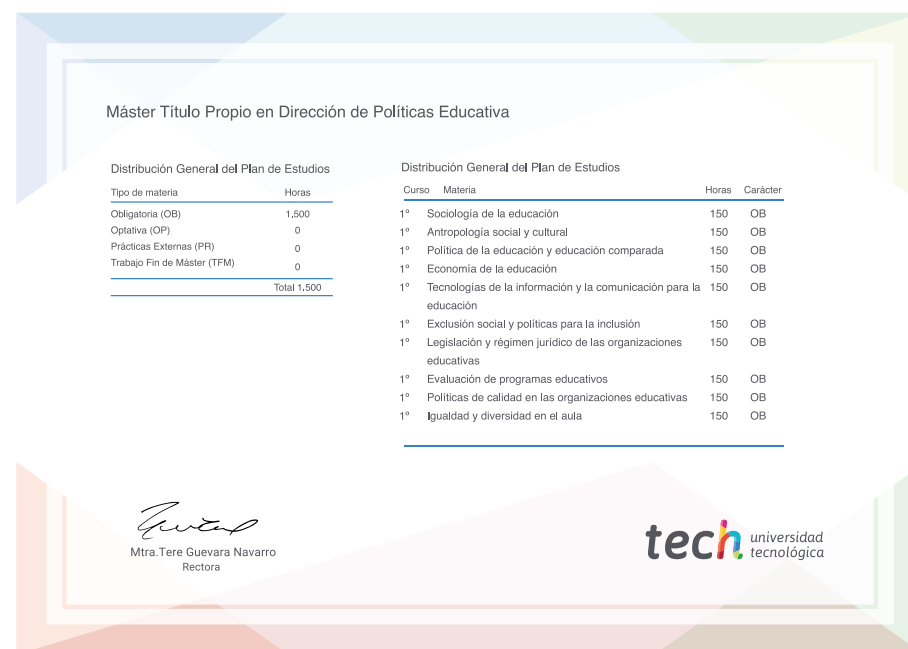 Máster Título Propio en Dirección de Políticas Educativa
Distribución General del Plan de Estudios
Tipo de materia Horas
Obligatoria (OB) 1,500
Optativa (OP) 0
Prácticas Externas (PR) 0
Trabajo Fin de Máster (TFM) 0
Total 1.500
Distribución General del Plan de Estudios
Curso Materia Horas Carácter
1º Sociología de la educación 150 OB
1º Antropología social y cultural 150 OB
1º Política de la educación y educación comparada 150 OB
1º Economía de la educación 150 OB
1º Tecnologías de la información y la comunicación para la 150 OB
educación
1º Exclusión social y políticas para la inclusión 150 OB
1º Legislación y régimen jurídico de las organizaciones 150 OB
educativas
1º Evaluación de programas educativos 150 OB
1º Políticas de calidad en las organizaciones educativas 150 OB
1º Igualdad y diversidad en el aula 150 OB
Mtra.Tere Guevara Navarro
Rectora
tech universidad
tecnológica